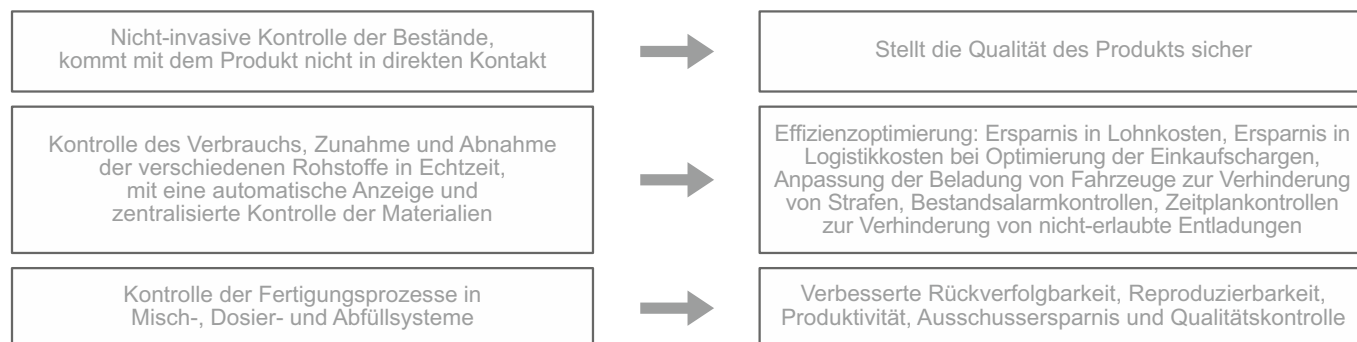 Nicht-invasive Kontrolle der Bestände,
kommt mit dem Produkt nicht in direkten Kontakt
Stellt die Qualität des Produkts sicher
Kontrolle des Verbrauchs, Zunahme und Abnahme
der verschiedenen Rohstoffe in Echtzeit,
mit eine automatische Anzeige und
zentralisierte Kontrolle der Materialien
Effizienzoptimierung: Ersparnis in Lohnkosten, Ersparnis in
Logistikkosten bei Optimierung der Einkaufschargen,
Anpassung der Beladung von Fahrzeuge zur Verhinderung
von Strafen, Bestandsalarmkontrollen, Zeitplankontrollen
zur Verhinderung von nicht-erlaubte Entladungen
Kontrolle der Fertigungsprozesse in
Misch-, Dosier- und Abfüllsysteme
Verbesserte Rückverfolgbarkeit, Reproduzierbarkeit,
Produktivität, Ausschussersparnis und Qualitätskontrolle